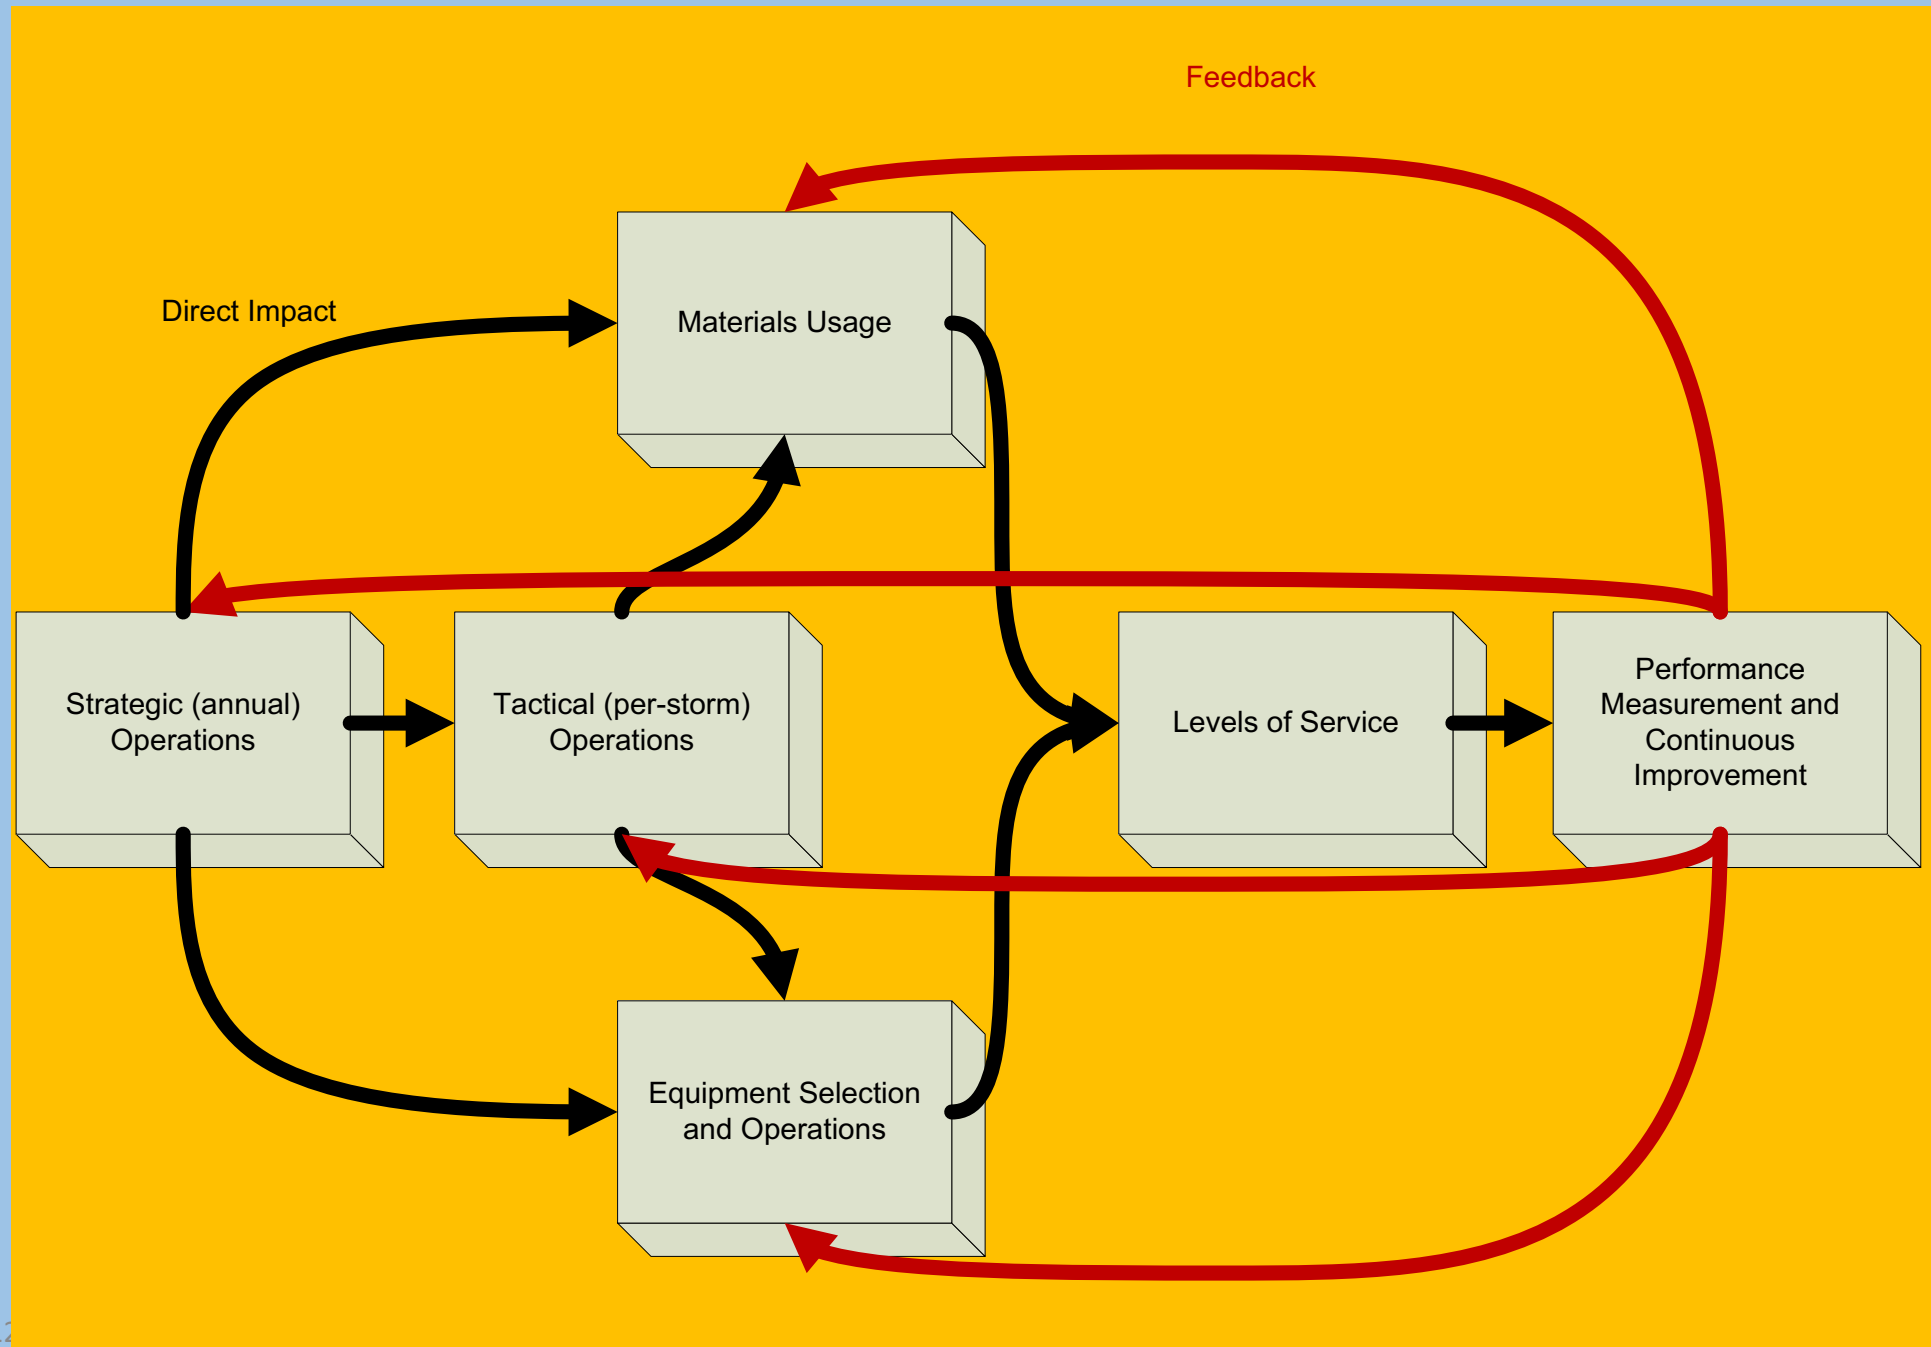 Feedback
Direct Impact
Materials Usage
Strategic (annual)
Operations
Tactical (per-storm)
Operations
Levels of Service
Performance
Measurement and
Continuous
Improvement
Equipment Selection
and Operations